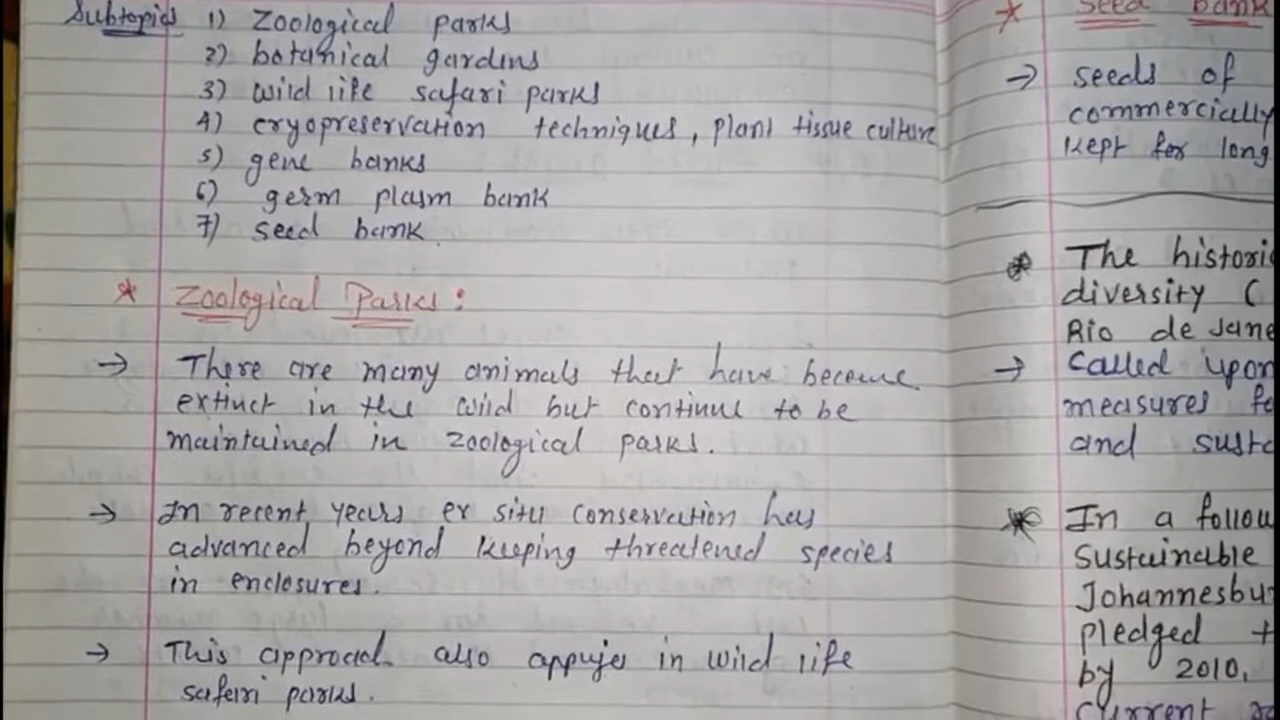 Subtopics 1) Zoological parks
2) botanical gardens
3) wild life safari parks
4) cryopreservation techniques, plant tissue culture
5) gene banks
6) germ plasm bank
7) seed bank
* Zoological Parks:
→ There are many animals that have become
extinct in the wild but continue to be
maintained in zoological parks.
→ In recent years ex situ conservation has
advanced beyond keeping threatened species
in enclosures.
→ This approach also applies in wild life
safari parks.
* Seed bank
→ seeds of
commercially
kept for long
* The histori
diversity (
Rio de Jane
→ Called upon
measures fo
and susta
* In a follow
Sustainable
Johannesbur
pledged t
by 2010,
Current